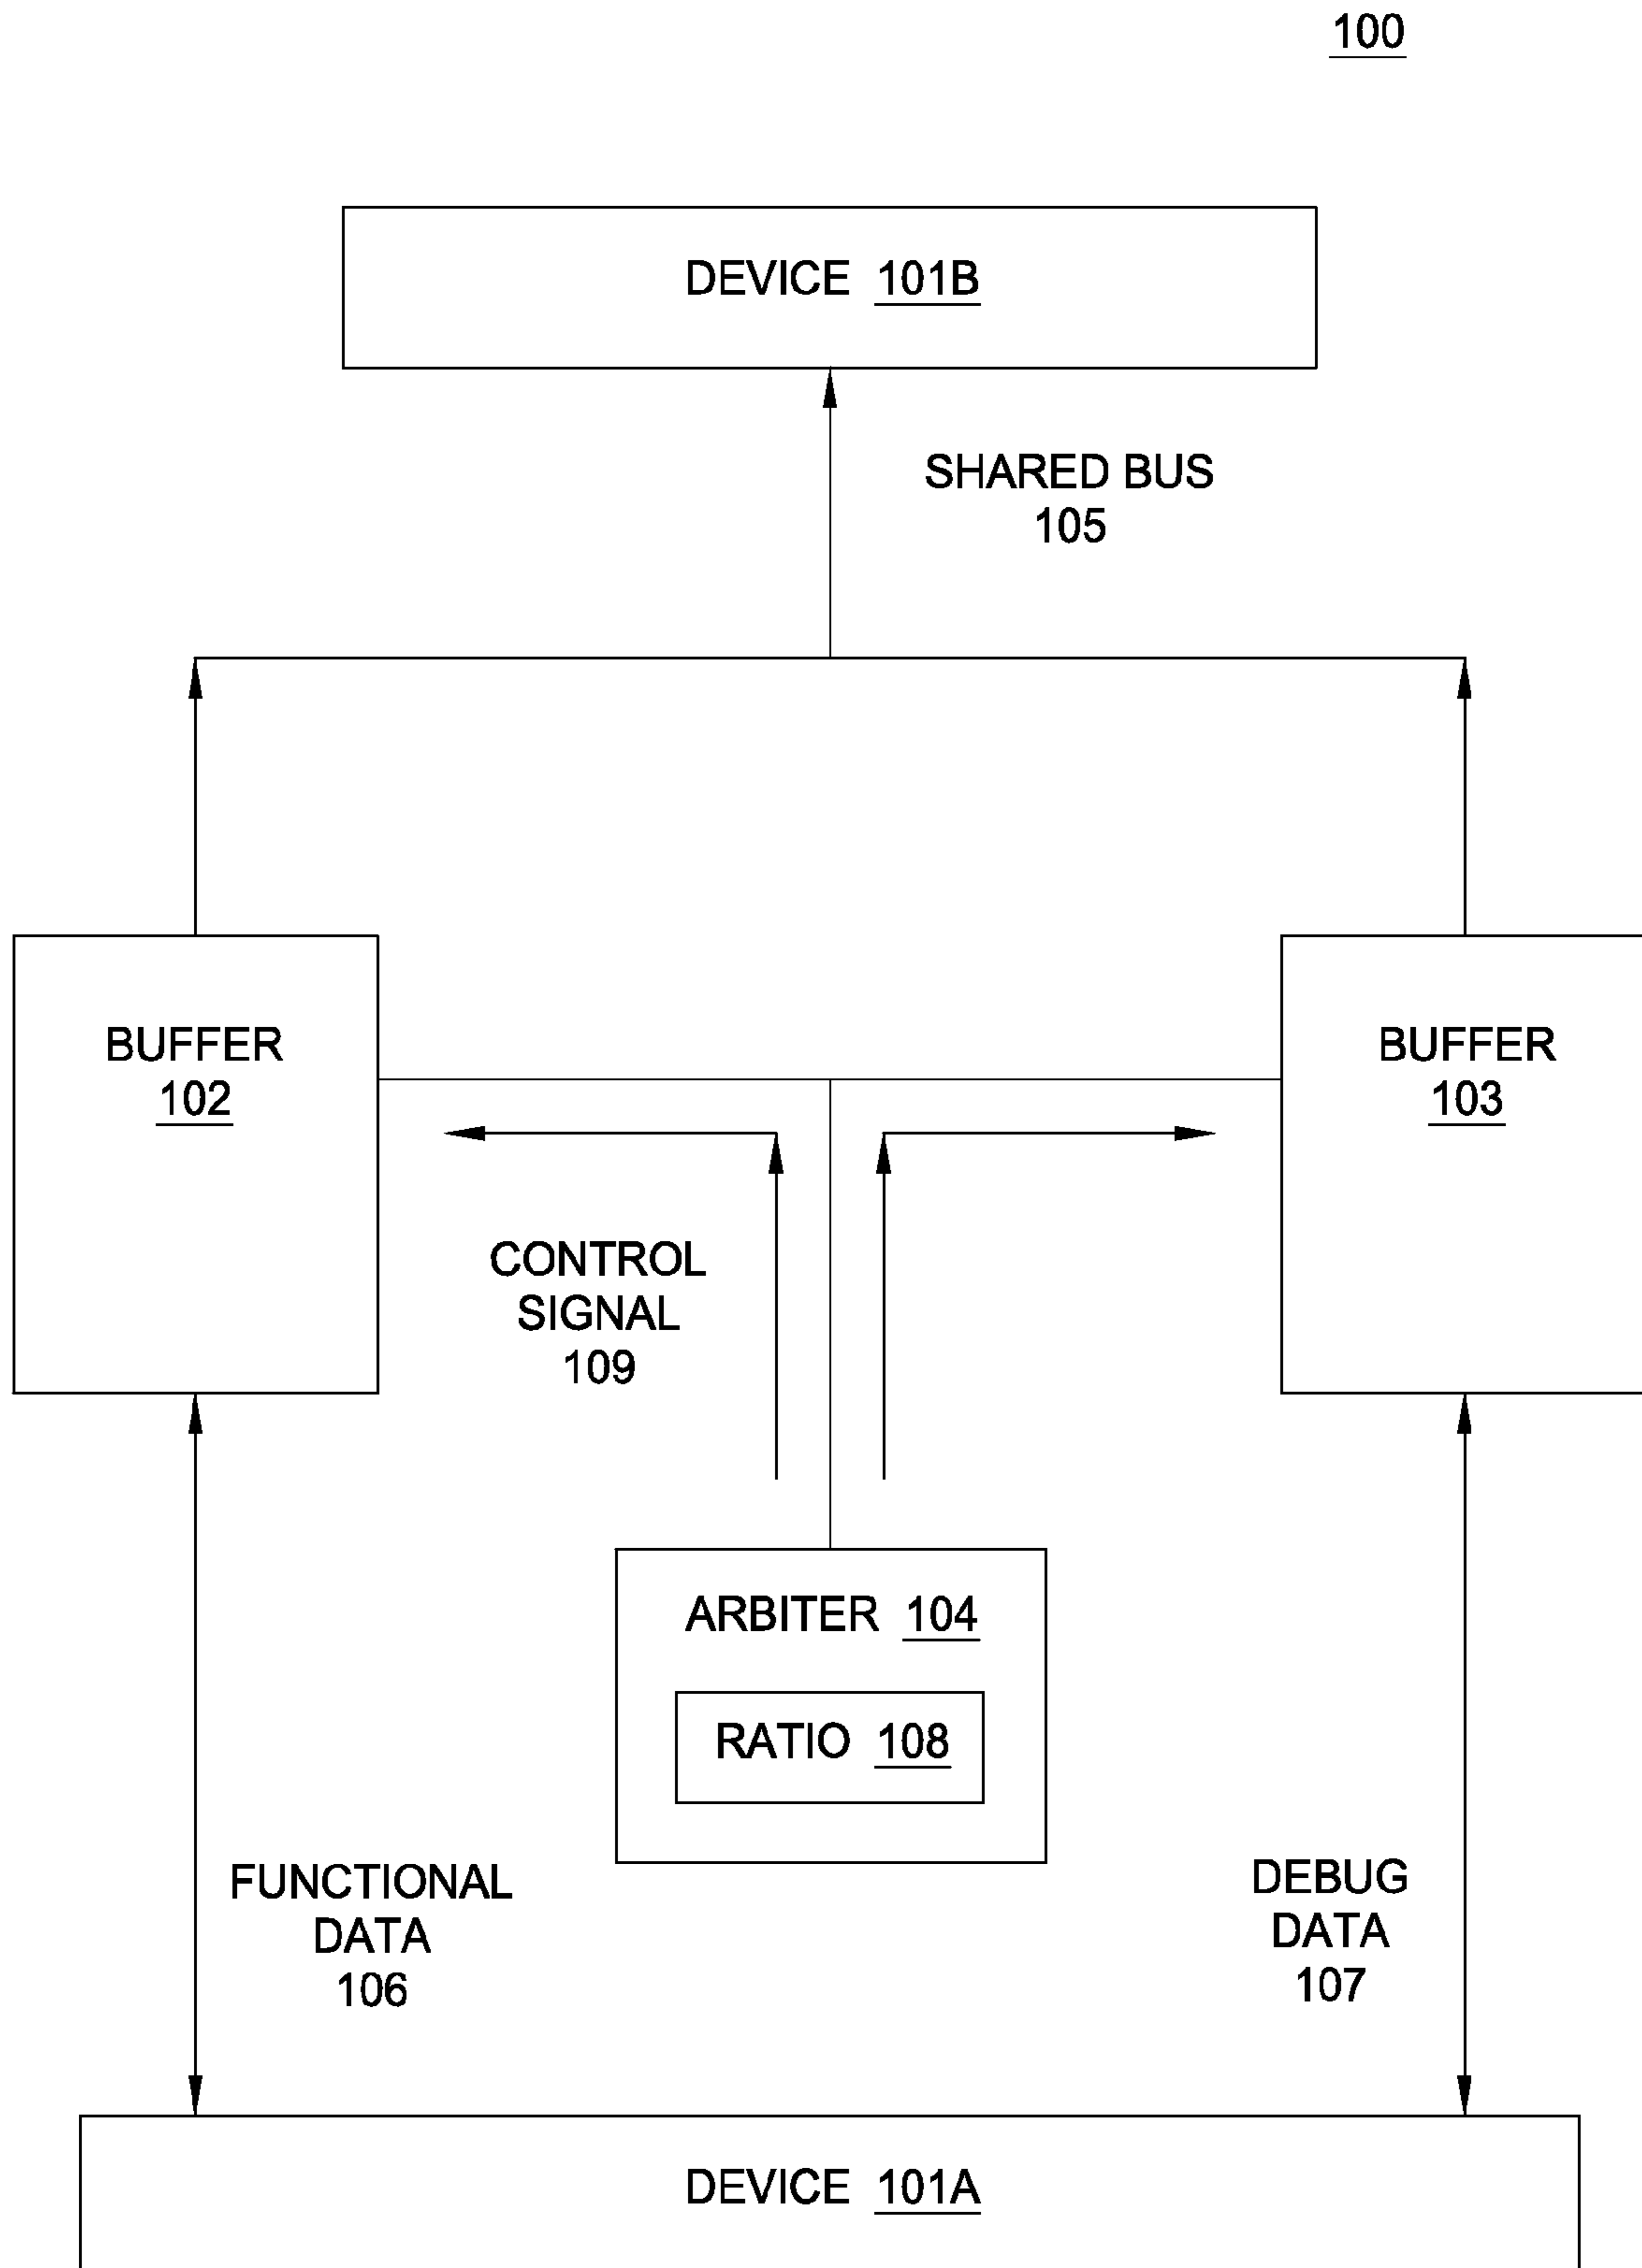 100
DEVICE 101B
SHARED BUS
105
BUFFER
102
BUFFER
103
CONTROL
SIGNAL
109
ARBITER 104
RATIO 108
FUNCTIONAL
DATA
106
DEBUG
DATA
107
DEVICE 101A